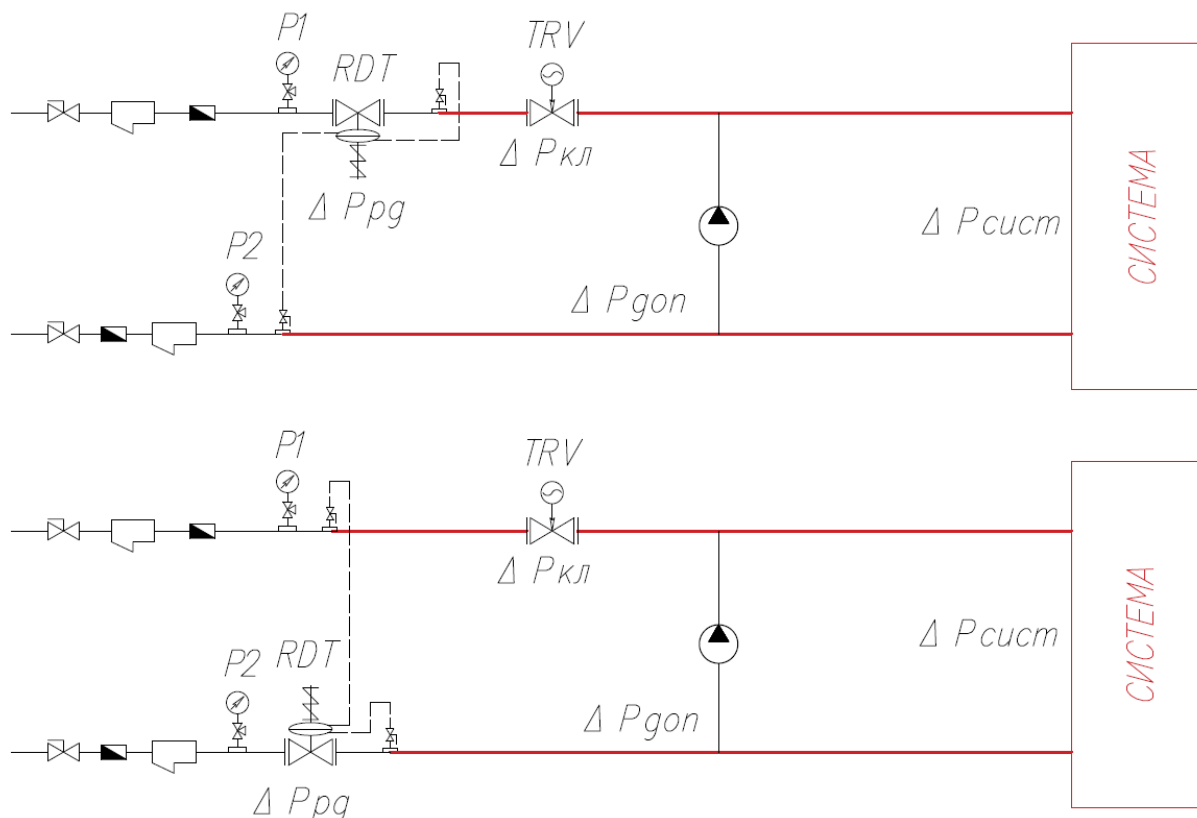 P1
RDT
TRV
Δ Pкл
Δ Ppg
P2
Δ Pсист
Δ Pgon
СИСТЕМА
P1
TRV
Δ Pкл
RDT
P2
Δ Pсист
Δ Pgon
Δ Ppg
СИСТЕМА